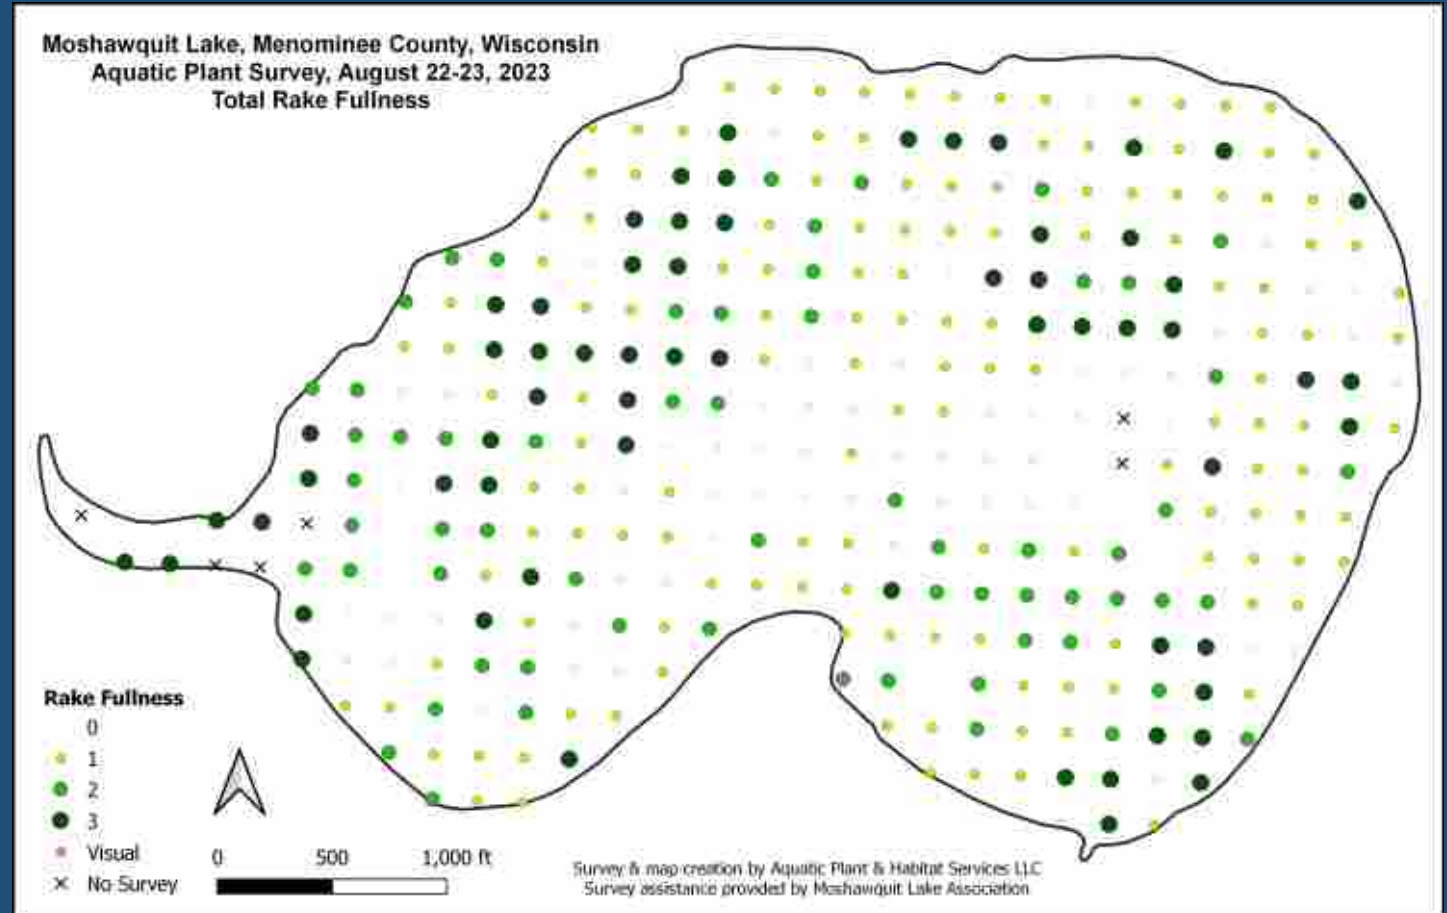 Moshawquit Lake, Menominee County, Wisconsin
Aquatic Plant Survey, August 22-23, 2023
Total Rake Fullness
Rake Fullness
0
1
2
3
Visual
No Survey
0 500 1,000 ft
Survey & map creation by Aquatic Plant & Habitat Services LLC
Survey assistance provided by Moshawquit Lake Association